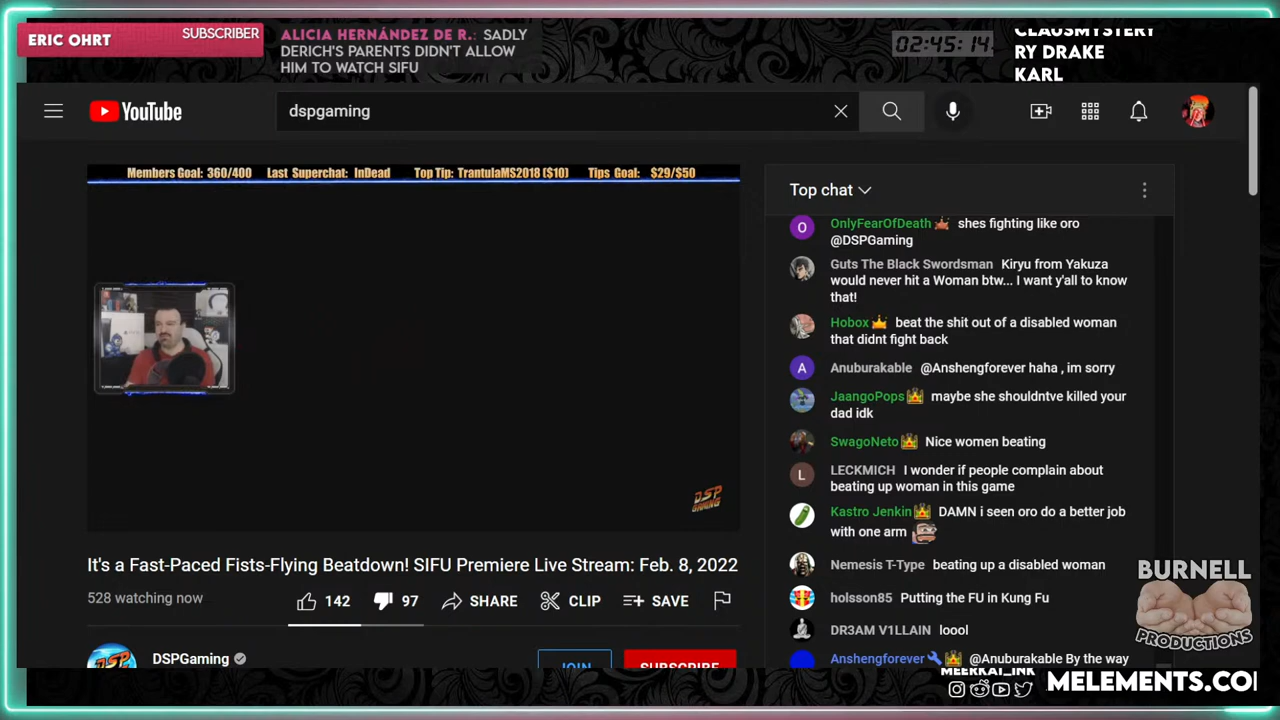 ERIC OHRT
SUBSCRIBER
ALICIA HERNÁNDEZ DE R.: SADLY
DERICH'S PARENTS DIDN'T ALLOW
HIM TO WATCH SIFU
02:45:14
CLAUSMYSTERY
RY DRAKE
KARL
YouTube
dspgaming
Members Goal: 360/400 Last Superchat: InDead Top Tip: TrantulaMS2018 ($10) Tips Goal: $29/$50
DSP
GAMING
It's a Fast-Paced Fists-Flying Beatdown! SIFU Premiere Live Stream: Feb. 8, 2022
528 watching now
142
97
SHARE
CLIP
SAVE
DSPGaming
JOIN
SUBSCRIBE
Top chat
OnlyFearOfDeath shes fighting like oro
@DSPGaming
Guts The Black Swordsman Kiryu from Yakuza
would never hit a Woman btw... I want y'all to know
that!
Hobox beat the shit out of a disabled woman
that didnt fight back
Anuburakable @Anshengforever haha , im sorry
JaangoPops maybe she shouldntve killed your
dad idk
SwagoNeto Nice women beating
LECKMICH I wonder if people complain about
beating up woman in this game
Kastro Jenkin DAMN i seen oro do a better job
with one arm
Nemesis T-Type beating up a disabled woman
holsson85 Putting the FU in Kung Fu
DR3AM V1LLAIN loool
Anshengforever @Anuburakable By the way
BURNELL
PRODUCTIONS
MEERKAT_INK
MELEMENTS.CO